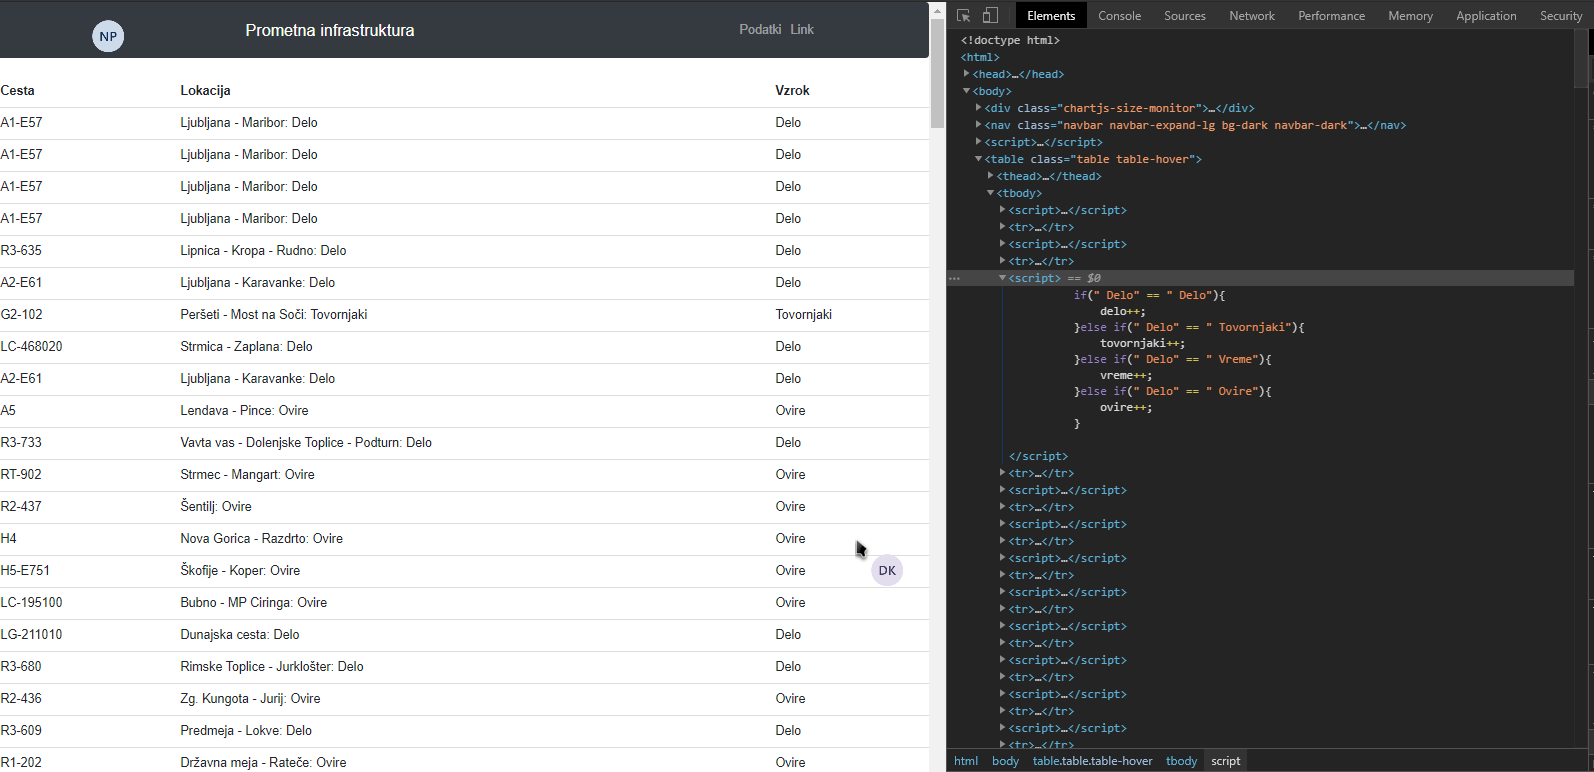 NP
Prometna infrastruktura
Podatki Link
Cesta Lokacija Vzrok
A1-E57 Ljubljana - Maribor: Delo Delo
A1-E57 Ljubljana - Maribor: Delo Delo
A1-E57 Ljubljana - Maribor: Delo Delo
A1-E57 Ljubljana - Maribor: Delo Delo
R3-635 Lipnica - Kropa - Rudno: Delo Delo
A2-E61 Ljubljana - Karavanke: Delo Delo
G2-102 Peršeti - Most na Soči: Tovornjaki Tovornjaki
LC-468020 Strmica - Zaplana: Delo Delo
A2-E61 Ljubljana - Karavanke: Delo Delo
A5 Lendava - Pince: Ovire Ovire
R3-733 Vavta vas - Dolenjske Toplice - Podturn: Delo Delo
RT-902 Strmec - Mangart: Ovire Ovire
R2-437 Šentilj: Ovire Ovire
H4 Nova Gorica - Razdrto: Ovire Ovire
H5-E751 Škofije - Koper: Ovire Ovire
DK
LC-195100 Bubno - MP Ciringa: Ovire Ovire
LG-211010 Dunajska cesta: Delo Delo
R3-680 Rimske Toplice - Jurklošter: Delo Delo
R2-436 Zg. Kungota - Jurij: Ovire Ovire
R3-609 Predmeja - Lokve: Delo Delo
R1-202 Državna meja - Rateče: Ovire Ovire
Elements Console Sources Network Performance Memory Application Security
<!doctype html>
<html>
<head>…</head>
<body>
<div class="chartjs-size-monitor">…</div>
<nav class="navbar navbar-expand-lg bg-dark navbar-dark">…</nav>
<script>…</script>
<table class="table table-hover">
<thead>…</thead>
<tbody>
<script>…</script>
<tr>…</tr>
<script>…</script>
<tr>…</tr>
<script> == $0
if(" Delo" == " Delo"){
delo++;
}else if(" Delo" == " Tovornjaki"){
tovornjaki++;
}else if(" Delo" == " Vreme"){
vreme++;
}else if(" Delo" == " Ovire"){
ovire++;
}
</script>
<tr>…</tr>
<script>…</script>
<tr>…</tr>
<script>…</script>
<tr>…</tr>
<script>…</script>
<tr>…</tr>
<script>…</script>
<tr>…</tr>
<script>…</script>
<tr>…</tr>
<script>…</script>
<tr>…</tr>
<script>…</script>
<tr>…</tr>
<script>…</script>
<tr>…</tr>
html body table.table.table-hover tbody script